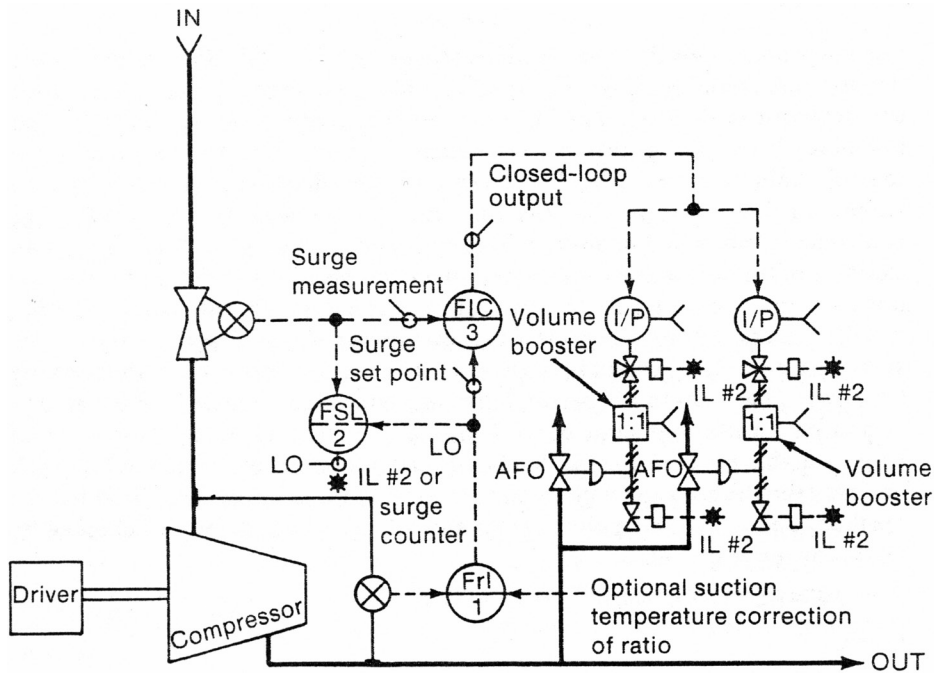 IN
Closed-loop
output
Surge
measurement
FIC
3
Volume
booster
I/P
I/P
Surge
set point
IL #2
IL #2
FSL
2
LO
1:1
1:1
LO
IL #2 or
surge
counter
AFO
AFO
Volume
booster
IL #2
IL #2
Driver
Compressor
FrI
1
Optional suction
temperature correction
of ratio
OUT